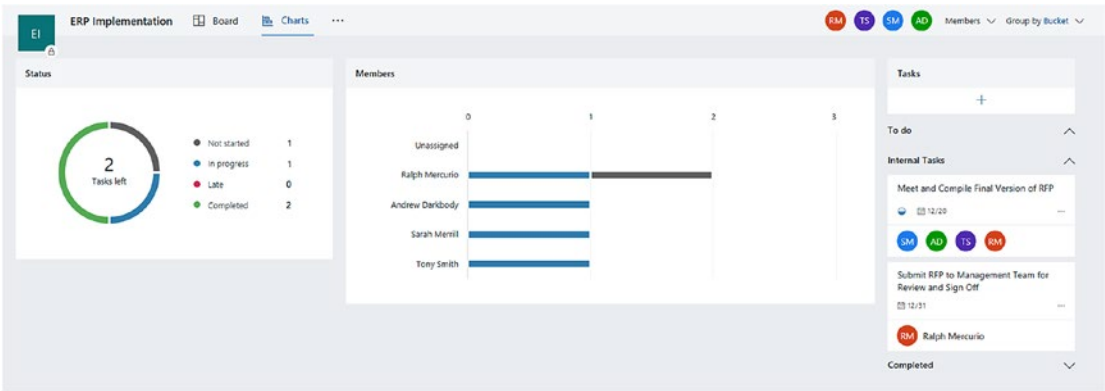 EI
ERP Implementation Board Charts ...
RM TS SM AD Members Group by Bucket
Status
2
Tasks left
Not started 1
In progress 1
Late 0
Completed 2
Members
0 1 2 3
Unassigned
Ralph Mercurio
Andrew Darkbody
Sarah Merrill
Tony Smith
Tasks
+
To do
Internal Tasks
Meet and Compile Final Version of RFP
12/20 ...
SM AD TS RM
Submit RFP to Management Team for
Review and Sign Off
12/31 ...
RM Ralph Mercurio
Completed